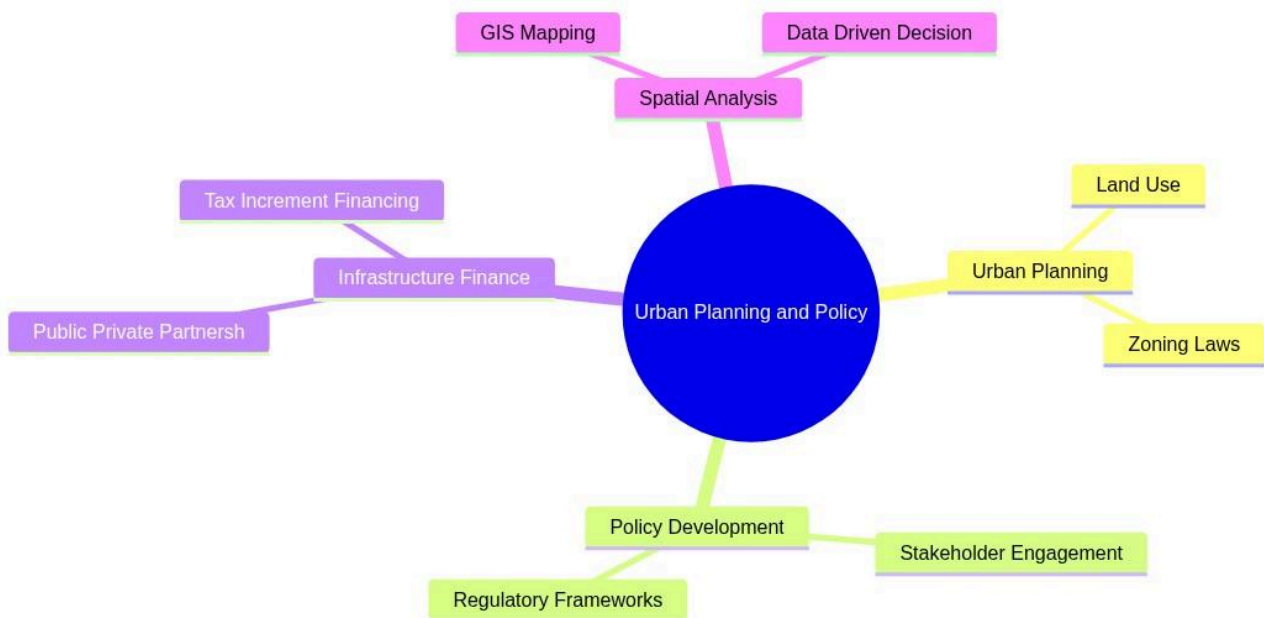 GIS Mapping
Data Driven Decision
Spatial Analysis
Tax Increment Financing
Infrastructure Finance
Public Private Partnersh
Urban Planning and Policy
Land Use
Urban Planning
Zoning Laws
Policy Development
Stakeholder Engagement
Regulatory Frameworks